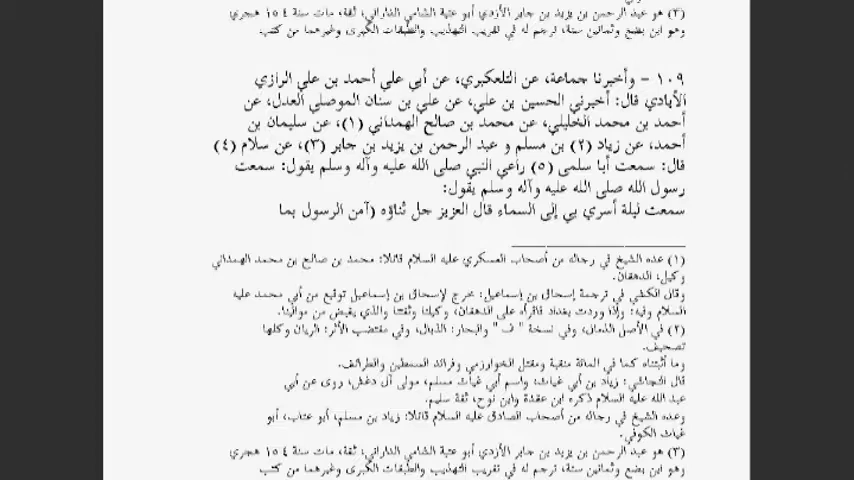 (٣) هو عبد الرحمن بن يزيد بن جابر الأزدي أبو عتبة الشامي الداراني، ثقة، مات سنة ١٥٤ هجري
وهو ابن بضع وثمانين سنة، ترجم له في تقريب التهذيب والطبقات الكبرى وغيرهما من كتب.
١٠٩ - وأخبرنا جماعة، عن التلعكبري، عن أبي علي أحمد بن علي الرازي
الأيادي قال: أخبرني الحسين بن علي، عن علي بن سنان الموصلي العدل، عن
أحمد بن محمد الخليلي، عن محمد بن صالح الهمداني (١)، عن سليمان بن
أحمد، عن زياد (٢) بن مسلم و عبد الرحمن بن يزيد بن جابر (٣)، عن سلام (٤)
قال: سمعت أبا سلمى (٥) راعي النبي صلى الله عليه وآله وسلم يقول: سمعت
رسول الله صلى الله عليه وآله وسلم يقول:
سمعت ليلة أسري بي إلى السماء قال العزيز جل ثناؤه (آمن الرسول بما
(١) عده الشيخ في رجاله من أصحاب العسكري عليه السلام قائلا: محمد بن صالح بن محمد الهمداني
وكيل، الدهقان.
وقال الكشي في ترجمة إسحاق بن إسماعيل: خرج لإسحاق بن إسماعيل توقيع من أبي محمد عليه
السلام وفيه: وإذا وردت بغداد فاقرأه على الدهقان، وكيلنا وثقتنا والذي يقبض من موالينا.
(٢) في الأصل الذمال، وفي نسخة " ف " والبحار: الذبال، وفي مقتضب الأثر: الريان وكلها
تصحيف.
وما أثبتناه كما في المائة منقبة ومقتل الخوارزمي وفرائد السمطين والطرائف.
قال النجاشي: زياد بن أبي غياث، واسم أبي غياث مسلم، مولى آل دغش، روى عن أبي
عبد الله عليه السلام ذكره ابن عقدة وابن نوح، ثقة سليم.
وعده الشيخ في رجاله من أصحاب الصادق عليه السلام قائلا: زياد بن مسلم، أبو عتاب، أبو
غياث الكوفي.
(٣) هو عبد الرحمن بن يزيد بن جابر الأزدي أبو عتبة الشامي الداراني، ثقة، مات سنة ١٥٤ هجري
وهو ابن بضع وثمانين سنة، ترجم له في تقريب التهذيب والطبقات الكبرى وغيرهما من كتب